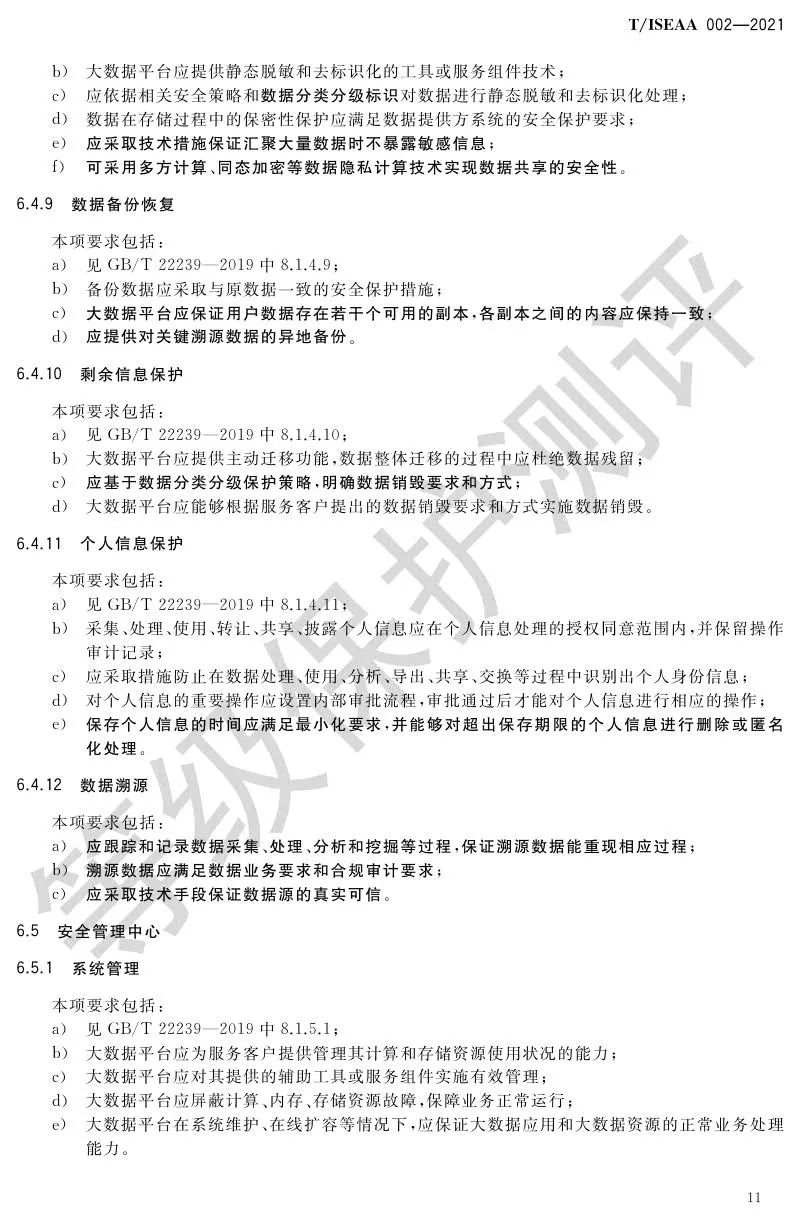 T/ISEAA 002—2021
b) 大数据平台应提供静态脱敏和去标识化的工具或服务组件技术;
c) 应依据相关安全策略和数据分类分级标识对数据进行静态脱敏和去标识化处理;
d) 数据在存储过程中的保密性保护应满足数据提供方系统的安全保护要求;
e) 应采取技术措施保证汇聚大量数据时不暴露敏感信息;
f) 可采用多方计算、同态加密等数据隐私计算技术实现数据共享的安全性。
6.4.9 数据备份恢复
本项要求包括:
a) 见 GB/T 22239—2019 中 8.1.4.9;
b) 备份数据应采取与原数据一致的安全保护措施;
c) 大数据平台应保证用户数据存在若干个可用的副本,各副本之间的内容应保持一致;
d) 应提供对关键溯源数据的异地备份。
6.4.10 剩余信息保护
本项要求包括:
a) 见 GB/T 22239—2019 中 8.1.4.10;
b) 大数据平台应提供主动迁移功能,数据整体迁移的过程中应杜绝数据残留;
c) 应基于数据分类分级保护策略,明确数据销毁要求和方式;
d) 大数据平台应能够根据服务客户提出的数据销毁要求和方式实施数据销毁。
6.4.11 个人信息保护
本项要求包括:
a) 见 GB/T 22239—2019 中 8.1.4.11;
b) 采集、处理、使用、转让、共享、披露个人信息应在个人信息处理的授权同意范围内,并保留操作
审计记录;
c) 应采取措施防止在数据处理、使用、分析、导出、共享、交换等过程中识别出个人身份信息;
d) 对个人信息的重要操作应设置内部审批流程,审批通过后才能对个人信息进行相应的操作;
e) 保存个人信息的时间应满足最小化要求,并能够对超出保存期限的个人信息进行删除或匿名
化处理。
6.4.12 数据溯源
本项要求包括:
a) 应跟踪和记录数据采集、处理、分析和挖掘等过程,保证溯源数据能重现相应过程;
b) 溯源数据应满足数据业务要求和合规审计要求;
c) 应采取技术手段保证数据源的真实可信。
6.5 安全管理中心
6.5.1 系统管理
本项要求包括:
a) 见 GB/T 22239—2019 中 8.1.5.1;
b) 大数据平台应为服务客户提供管理其计算和存储资源使用状况的能力;
c) 大数据平台应对其提供的辅助工具或服务组件实施有效管理;
d) 大数据平台应屏蔽计算、内存、存储资源故障,保障业务正常运行;
e) 大数据平台在系统维护、在线扩容等情况下,应保证大数据应用和大数据资源的正常业务处理
能力。
11
等级保护测评